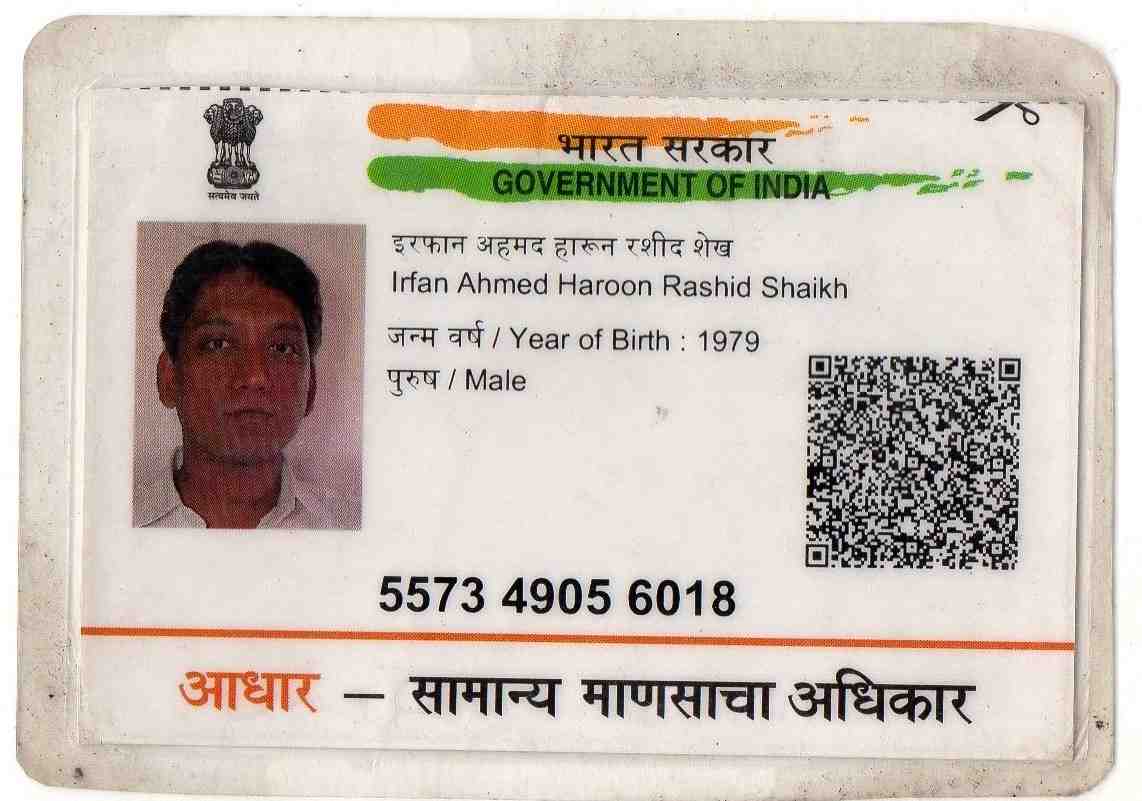 सत्यमेव जयते
भारत सरकार
GOVERNMENT OF INDIA
इरफान अहमद हारून रशीद शेख
Irfan Ahmed Haroon Rashid Shaikh
जन्म वर्ष / Year of Birth : 1979
पुरुष / Male
5573 4905 6018
आधार — सामान्य माणसाचा अधिकार